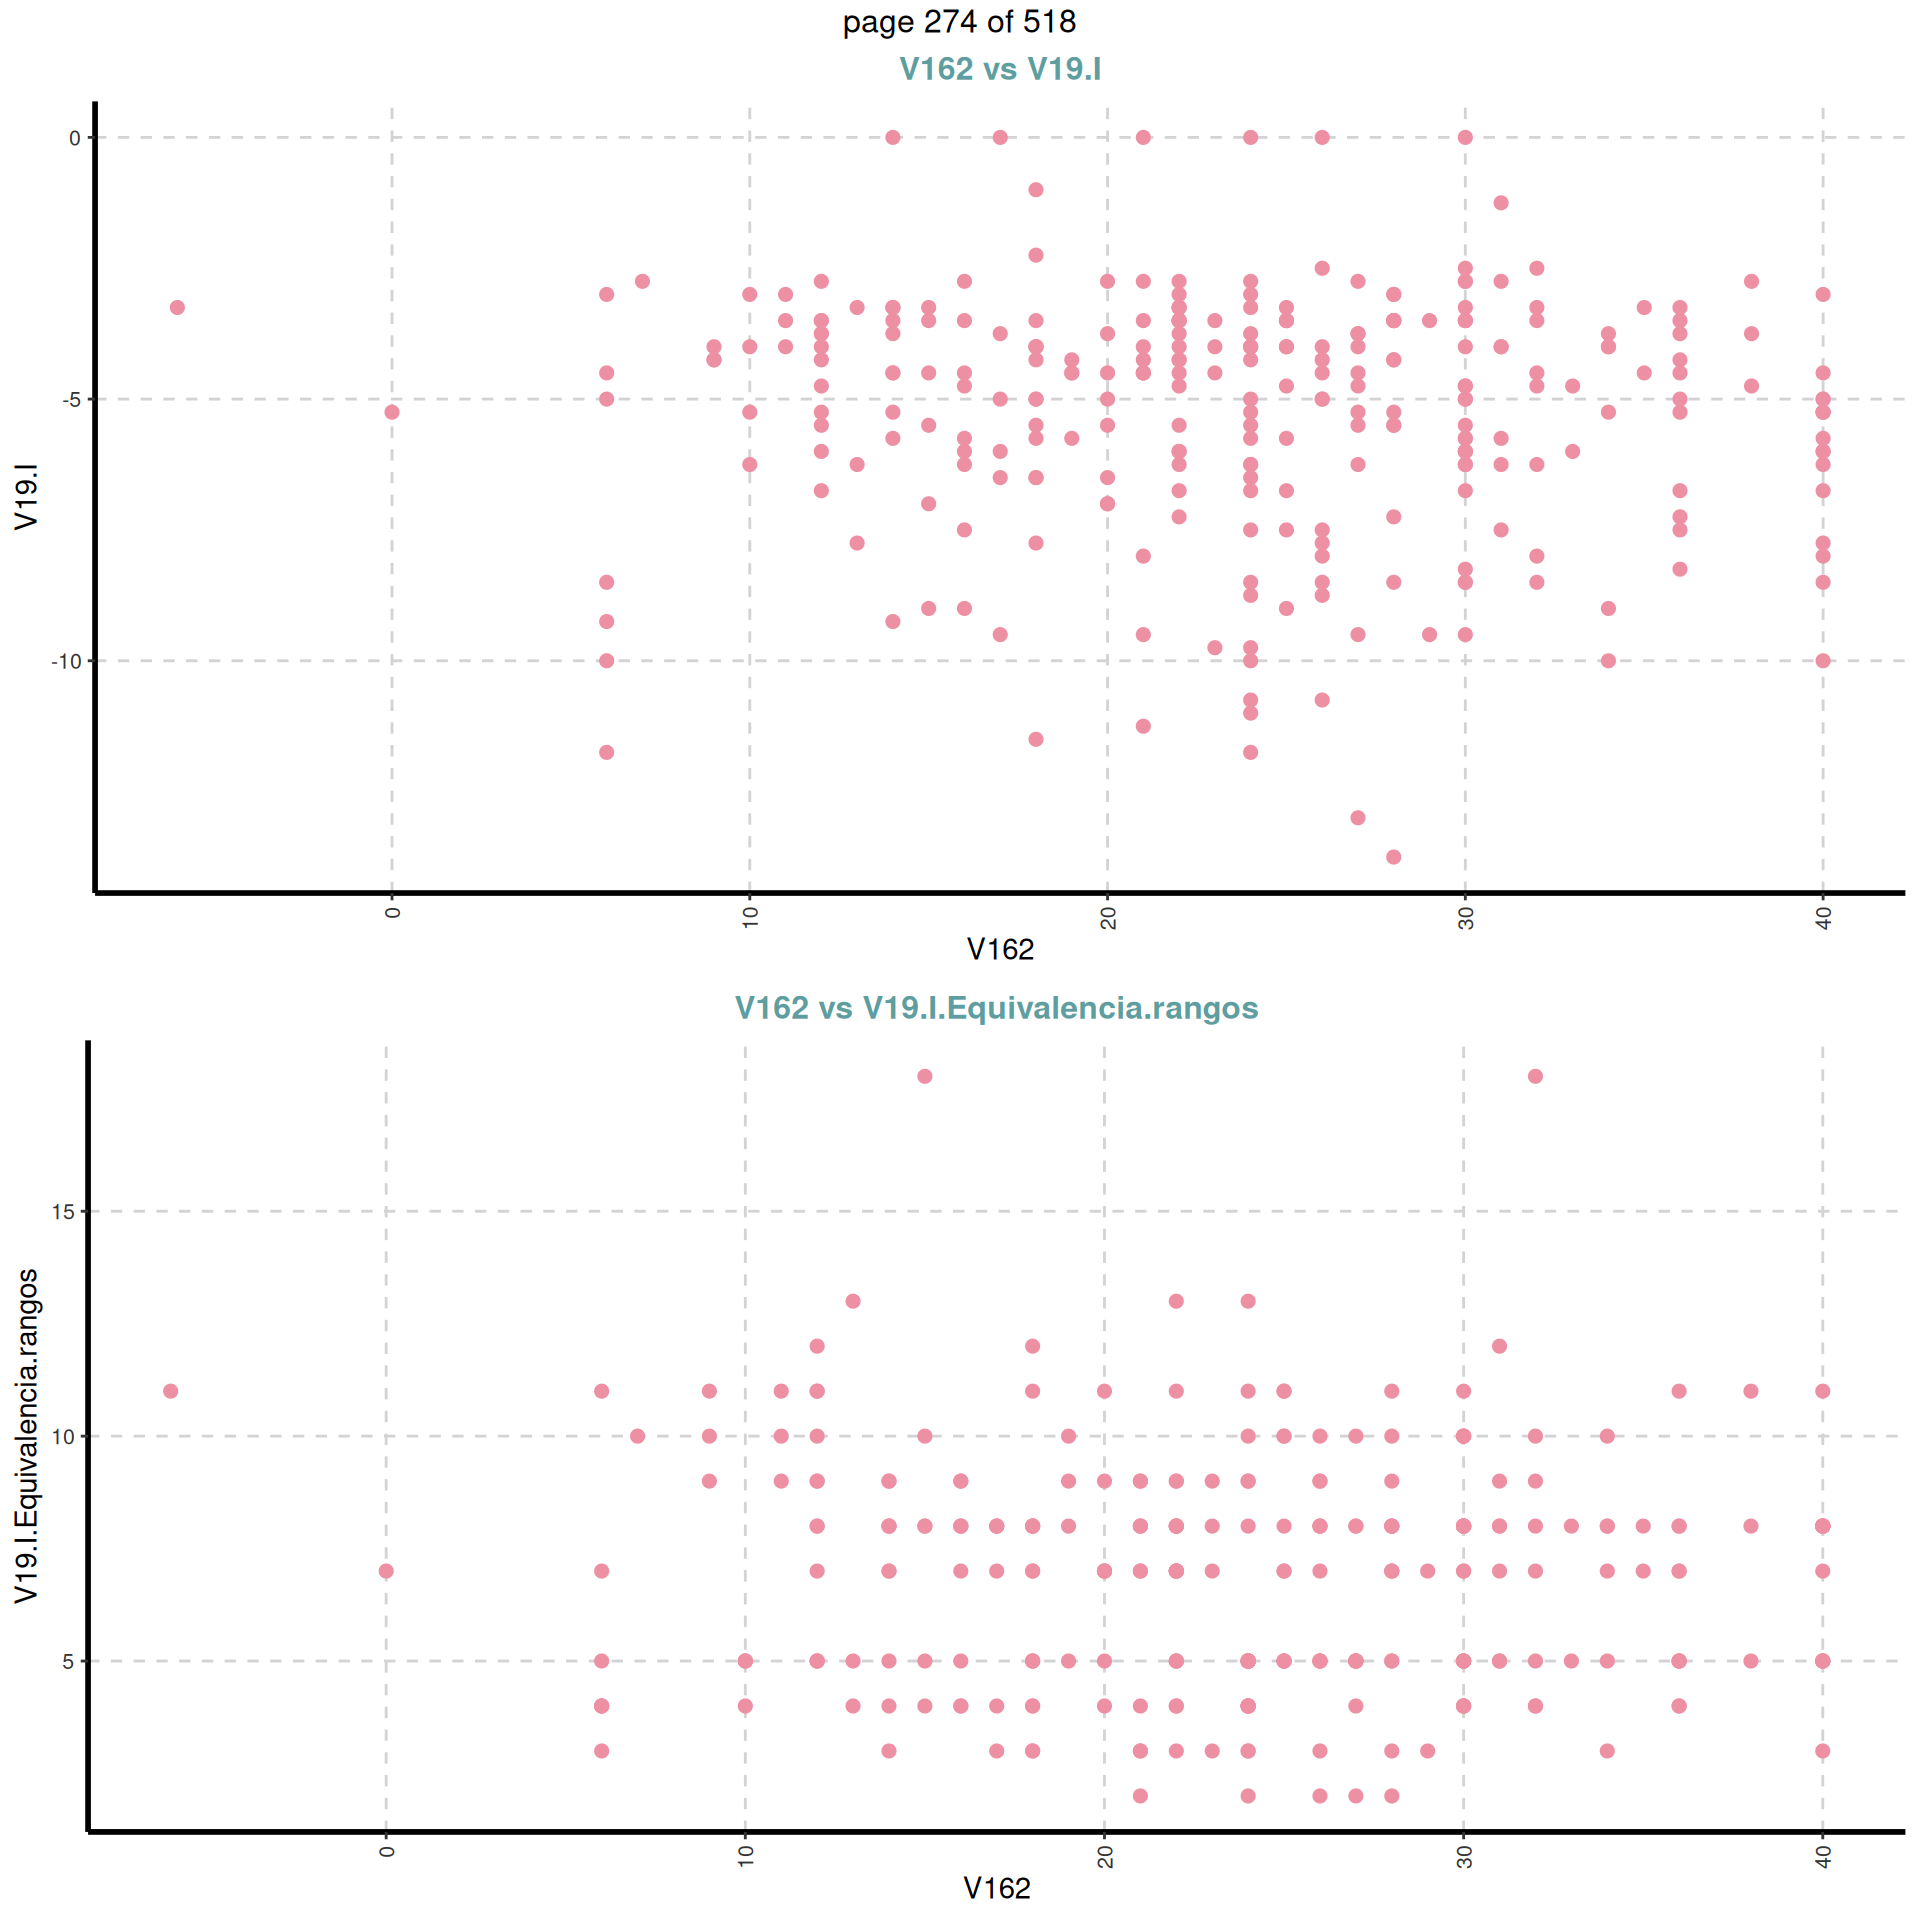 page 274 of 518
V162 vs V19.I
0
-5
-10
V19.I
0 10 20 30 40
V162
V162 vs V19.I.Equivalencia.rangos
15
10
5
V19.I.Equivalencia.rangos
0 10 20 30 40
V162